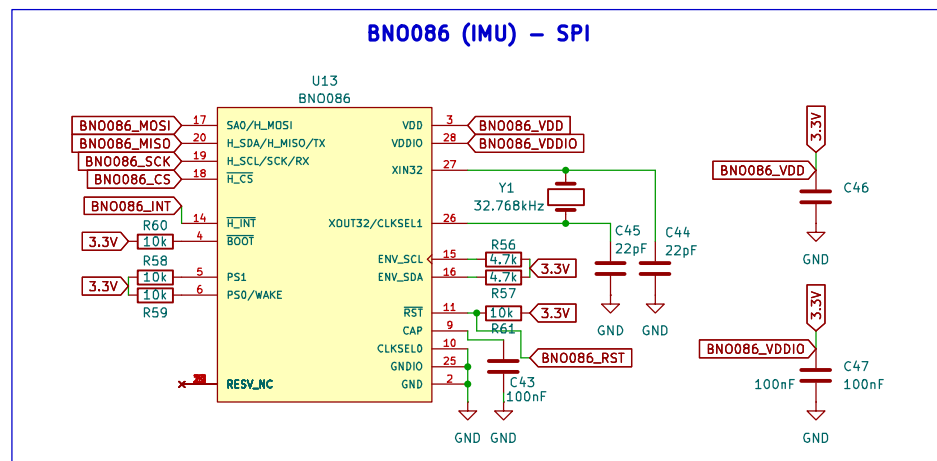 BNO086 (IMU) – SPI
U13
BNO086
BNO086_MOSI 17 SA0/H_MOSI
BNO086_MISO 20 H_SDA/H_MISO/TX
BNO086_SCK 19 H_SCL/SCK/RX
BNO086_CS 18 H_CS
BNO086_INT
14 H_INT
R60
3.3V 10k 4 BOOT
R58
10k 5 PS1
3.3V
10k 6 PS0/WAKE
R59
RESV_NC
VDD 3 BNO086_VDD
VDDIO 28 BNO086_VDDIO
XIN32 27
Y1
32.768kHz
XOUT32/CLKSEL1 26
C45
22pF
C44
22pF
GND
GND
ENV_SCL 15 R56
4.7k
3.3V
ENV_SDA 16 4.7k
R57
RST 11 10k 3.3V
R61
CAP 9
BNO086_RST
CLKSEL0 10
GNDIO 25
GND 2
C43
100nF
GND
GND
3.3V
BNO086_VDD
C46
GND
3.3V
BNO086_VDDIO
C47
100nF
100nF
GND